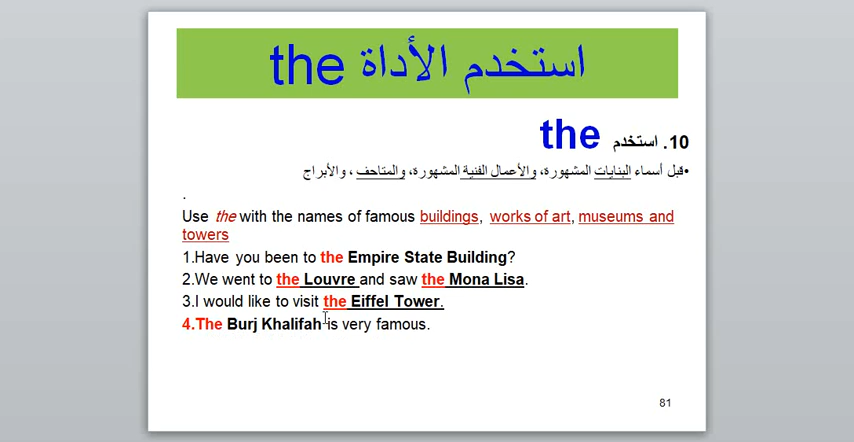 استخدم الأداة the
10. استخدم the
•قبل أسماء البنايات المشهورة، والأعمال الفنية المشهورة، والمتاحف ، والأبراج
.
Use the with the names of famous buildings, works of art, museums and
towers
1.Have you been to the Empire State Building?
2.We went to the Louvre and saw the Mona Lisa.
3.I would like to visit the Eiffel Tower.
4.The Burj Khalifah is very famous.
81